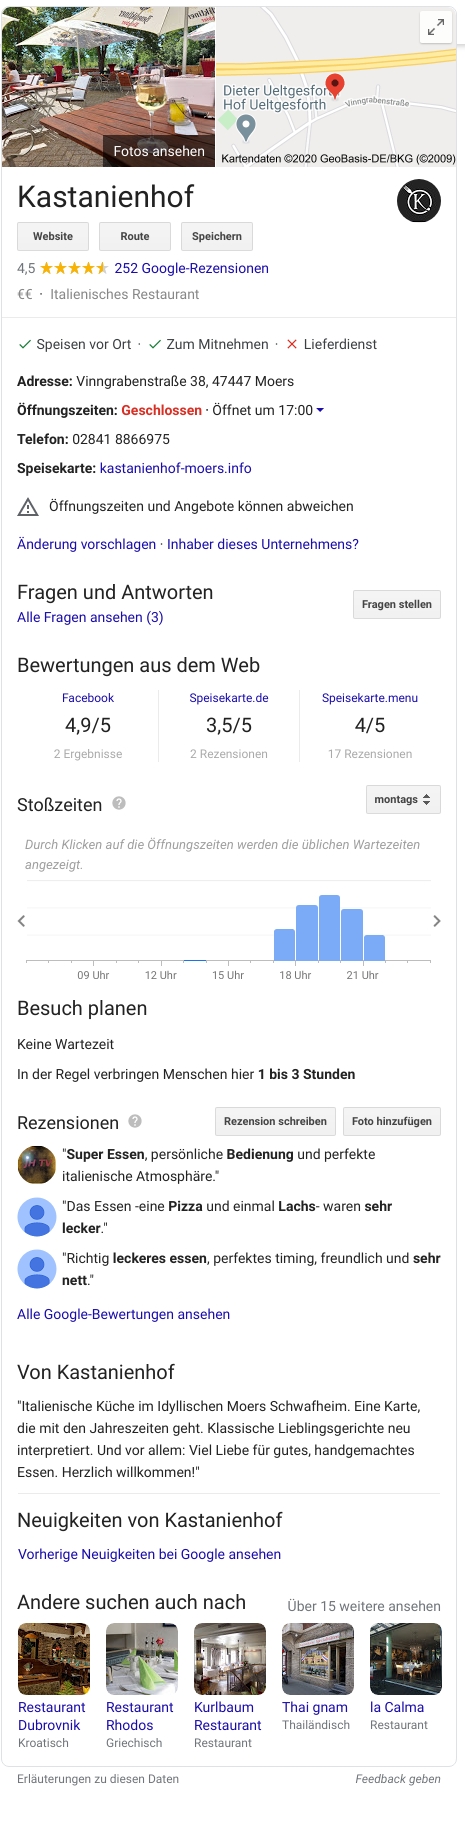 Fotos ansehen
Dieter Ueltgesfort
Hof Ueltgesforth
Vinngrabenstraße
Kartendaten ©2020 GeoBasis-DE/BKG (©2009)
Kastanienhof
K
Website Route Speichern
4,5 252 Google-Rezensionen
€€ · Italienisches Restaurant
Speisen vor Ort · Zum Mitnehmen · Lieferdienst
Adresse: Vinngrabenstraße 38, 47447 Moers
Öffnungszeiten: Geschlossen · Öffnet um 17:00
Telefon: 02841 8866975
Speisekarte: kastanienhof-moers.info
Öffnungszeiten und Angebote können abweichen
Änderung vorschlagen · Inhaber dieses Unternehmens?
Fragen und Antworten
Alle Fragen ansehen (3)
Fragen stellen
Bewertungen aus dem Web
Facebook Speisekarte.de Speisekarte.menu
4,9/5 3,5/5 4/5
2 Ergebnisse 2 Rezensionen 17 Rezensionen
Stoßzeiten ? montags
Durch Klicken auf die Öffnungszeiten werden die üblichen Wartezeiten
angezeigt.
09 Uhr 12 Uhr 15 Uhr 18 Uhr 21 Uhr
Besuch planen
Keine Wartezeit
In der Regel verbringen Menschen hier 1 bis 3 Stunden
Rezensionen ? Rezension schreiben Foto hinzufügen
"Super Essen, persönliche Bedienung und perfekte
italienische Atmosphäre."
"Das Essen -eine Pizza und einmal Lachs- waren sehr
lecker."
"Richtig leckeres essen, perfektes timing, freundlich und sehr
nett."
Alle Google-Bewertungen ansehen
Von Kastanienhof
"Italienische Küche im Idyllischen Moers Schwafheim. Eine Karte,
die mit den Jahreszeiten geht. Klassische Lieblingsgerichte neu
interpretiert. Und vor allem: Viel Liebe für gutes, handgemachtes
Essen. Herzlich willkommen!"
Neuigkeiten von Kastanienhof
Vorherige Neuigkeiten bei Google ansehen
Andere suchen auch nach Über 15 weitere ansehen
Restaurant Restaurant Kurlbaum Thai gnam la Calma
Dubrovnik Rhodos Restaurant Thailändisch Restaurant
Kroatisch Griechisch Restaurant
Erläuterungen zu diesen Daten Feedback geben